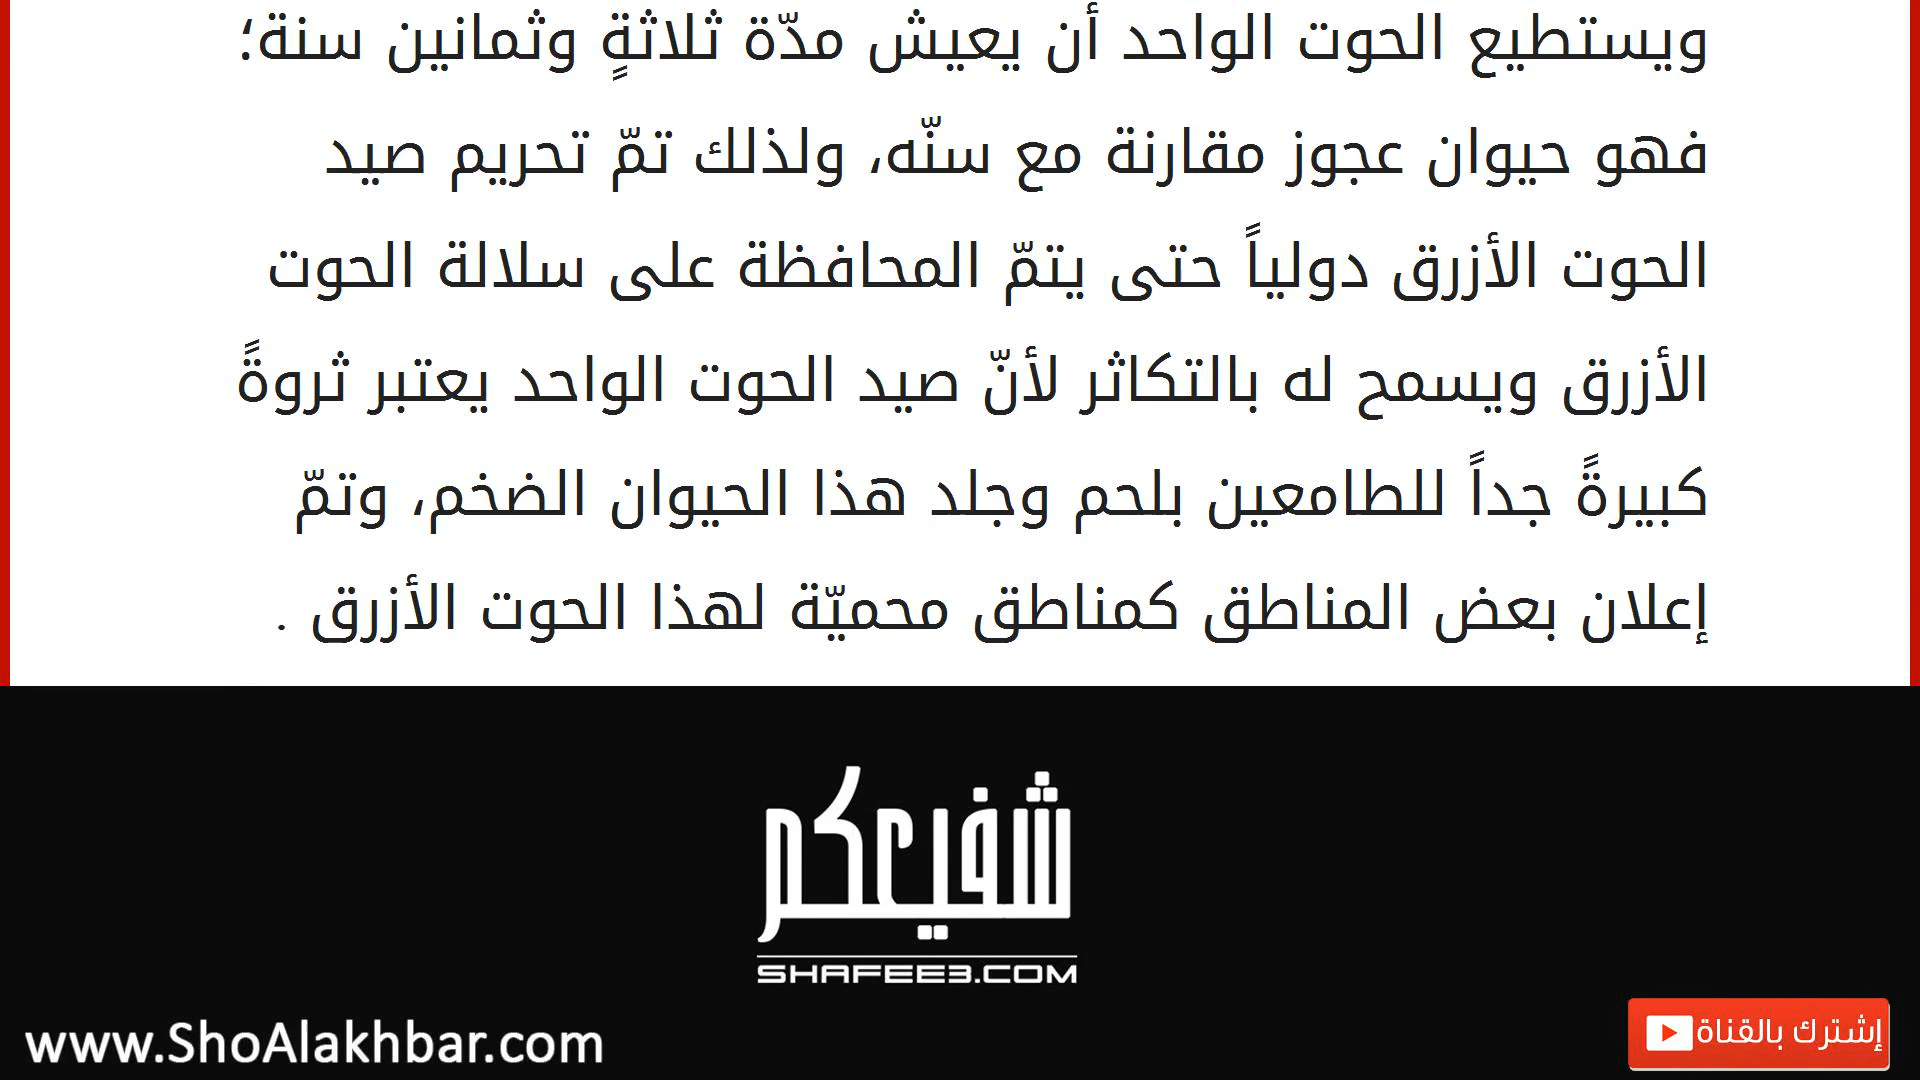 ويستطيع الحوت الواحد أن يعيش مدّة ثلاثةٍ وثمانين سنة؛
فهو حيوان عجوز مقارنة مع سنّه، ولذلك تمّ تحريم صيد
الحوت الأزرق دولياً حتى يتمّ المحافظة على سلالة الحوت
الأزرق ويسمح له بالتكاثر لأنّ صيد الحوت الواحد يعتبر ثروةً
كبيرةً جداً للطامعين بلحم وجلد هذا الحيوان الضخم، وتمّ
إعلان بعض المناطق كمناطق محميّة لهذا الحوت الأزرق .
شفيعكم
SHAFEE3.COM
www.ShoAlakhbar.com
إشترك بالقناة